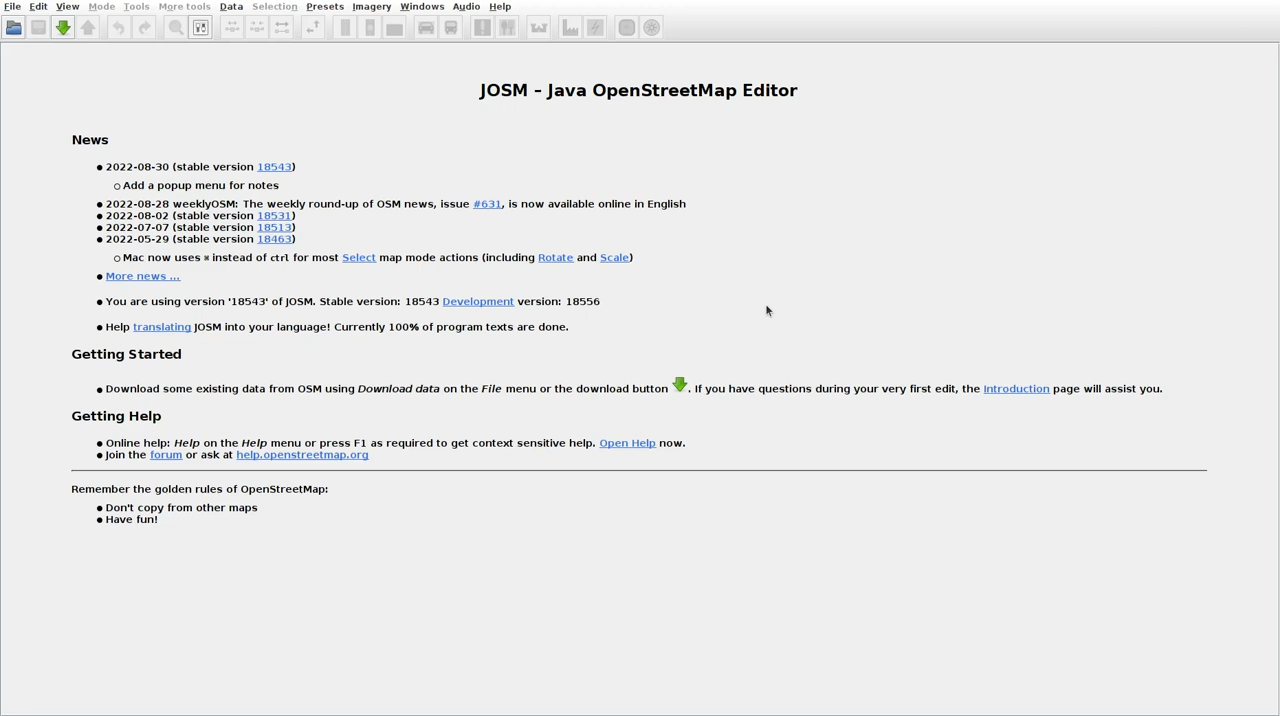 File Edit View Mode Tools More tools Data Selection Presets Imagery Windows Audio Help
JOSM – Java OpenStreetMap Editor
News
2022-08-30 (stable version 18543)
Add a popup menu for notes
2022-08-28 weeklyOSM: The weekly round-up of OSM news, issue #631, is now available online in English
2022-08-02 (stable version 18531)
2022-07-07 (stable version 18513)
2022-05-29 (stable version 18463)
Mac now uses ⌘ instead of ctrl for most Select map mode actions (including Rotate and Scale)
More news ...
You are using version '18543' of JOSM. Stable version: 18543 Development version: 18556
Help translating JOSM into your language! Currently 100% of program texts are done.
Getting Started
Download some existing data from OSM using Download data on the File menu or the download button . If you have questions during your very first edit, the Introduction page will assist you.
Getting Help
Online help: Help on the Help menu or press F1 as required to get context sensitive help. Open Help now.
Join the forum or ask at help.openstreetmap.org
Remember the golden rules of OpenStreetMap:
Don't copy from other maps
Have fun!